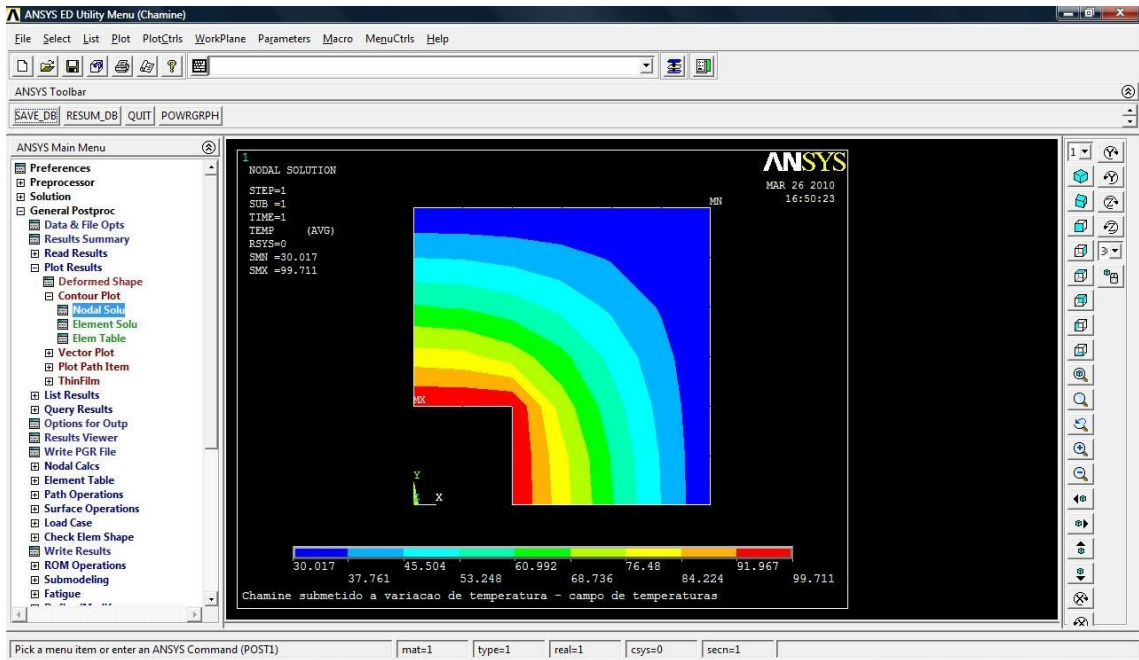 ANSYS ED Utility Menu (Chamine)
File Select List Plot PlotCtrls WorkPlane Parameters Macro MenuCtrls Help
ANSYS Toolbar
SAVE_DB RESUM_DB QUIT POWRGRPH
ANSYS Main Menu
Preferences
Preprocessor
Solution
General Postproc
Data & File Opts
Results Summary
Read Results
Plot Results
Deformed Shape
Contour Plot
Nodal Solu
Element Solu
Elem Table
Vector Plot
Plot Path Item
ThinFilm
List Results
Query Results
Options for Outp
Results Viewer
Write PGR File
Nodal Calcs
Element Table
Path Operations
Surface Operations
Load Case
Check Elem Shape
Write Results
ROM Operations
Submodeling
Fatigue
1
NODAL SOLUTION
STEP=1
SUB =1
TIME=1
TEMP (AVG)
RSYS=0
SMN =30.017
SMX =99.711
ANSYS
MAR 26 2010
16:50:23
MN
MX
Y
X
30.017 45.504 60.992 76.48 91.967
37.761 53.248 68.736 84.224 99.711
Chamine submetido a variacao de temperatura - campo de temperaturas
1
Pick a menu item or enter an ANSYS Command (POST1) mat=1 type=1 real=1 csys=0 secn=1